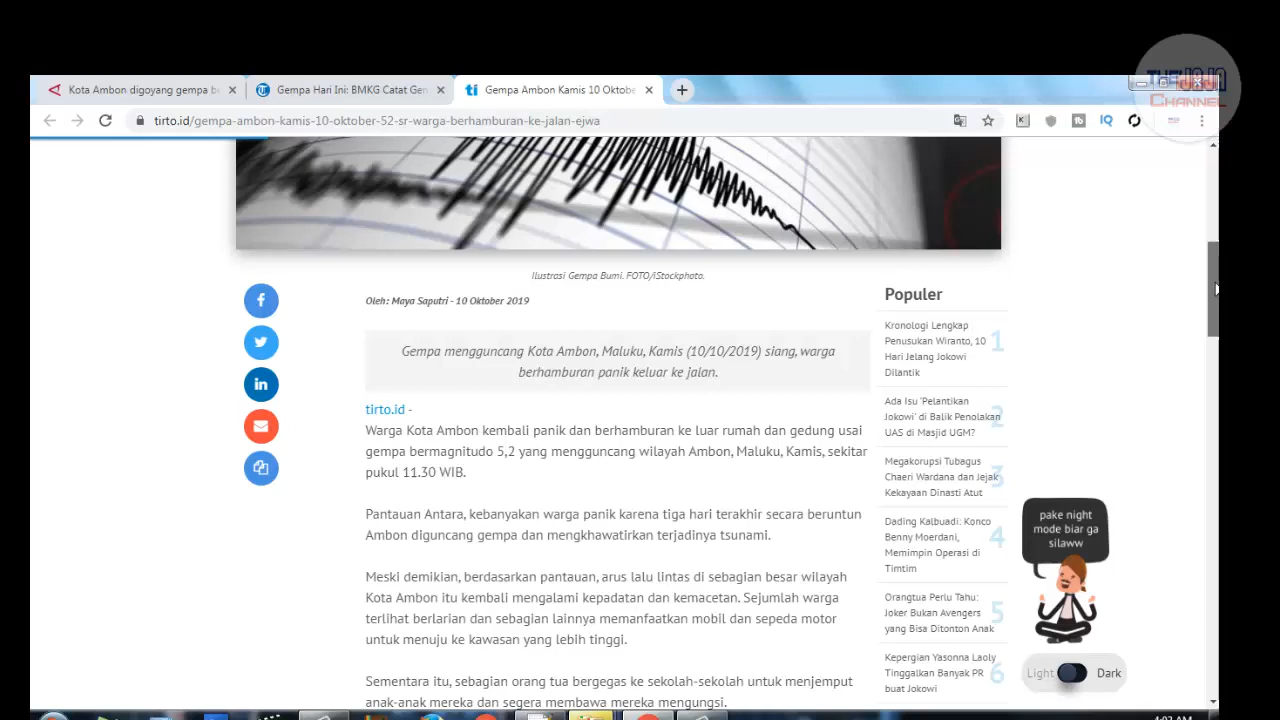 THE JOJO
CHANNEL
Kota Ambon digoyang gempa be
Gempa Hari Ini: BMKG Catat Gem
Gempa Ambon Kamis 10 Oktobe
tirto.id/gempa-ambon-kamis-10-oktober-52-sr-warga-berhamburan-ke-jalan-ejwa
Ilustrasi Gempa Bumi. FOTO/iStockphoto.
Oleh: Maya Saputri - 10 Oktober 2019
Gempa mengguncang Kota Ambon, Maluku, Kamis (10/10/2019) siang, warga
berhamburan panik keluar ke jalan.
tirto.id -
Warga Kota Ambon kembali panik dan berhamburan ke luar rumah dan gedung usai
gempa bermagnitudo 5,2 yang mengguncang wilayah Ambon, Maluku, Kamis, sekitar
pukul 11.30 WIB.
Pantauan Antara, kebanyakan warga panik karena tiga hari terakhir secara beruntun
Ambon diguncang gempa dan mengkhawatirkan terjadinya tsunami.
Meski demikian, berdasarkan pantauan, arus lalu lintas di sebagian besar wilayah
Kota Ambon itu kembali mengalami kepadatan dan kemacetan. Sejumlah warga
terlihat berlarian dan sebagian lainnya memanfaatkan mobil dan sepeda motor
untuk menuju ke kawasan yang lebih tinggi.
Sementara itu, sebagian orang tua bergegas ke sekolah-sekolah untuk menjemput
anak-anak mereka dan segera membawa mereka mengungsi.
Populer
Kronologi Lengkap
Penusukan Wiranto, 10
Hari Jelang Jokowi
Dilantik
1
Ada Isu 'Pelantikan
Jokowi' di Balik Penolakan
UAS di Masjid UGM?
2
Megakorupsi Tubagus
Chaeri Wardana dan Jejak
Kekayaan Dinasti Atut
3
Dading Kalbuadi: Konco
Benny Moerdani,
Memimpin Operasi di
Timtim
4
Orangtua Perlu Tahu:
Joker Bukan Avengers
yang Bisa Ditonton Anak
5
Kepergian Yasonna Laoly
Tinggalkan Banyak PR
buat Jokowi
6
pake night
mode biar ga
silaww
Light
Dark
4:02 AM